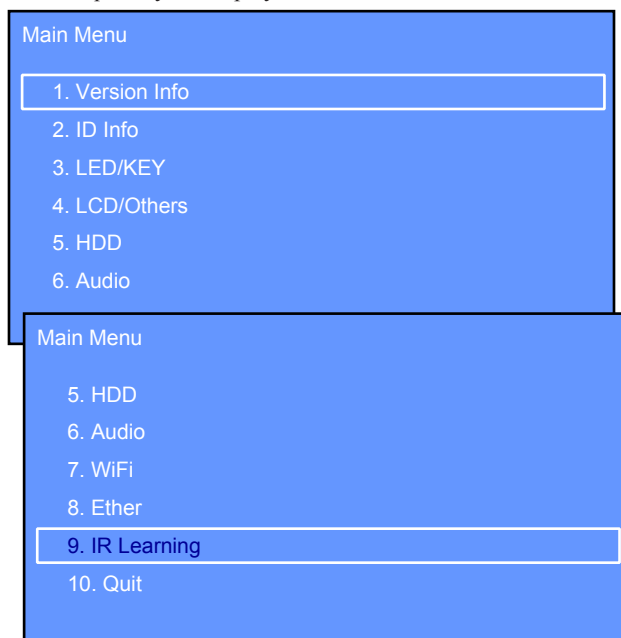 Main Menu
1. Version Info
2. ID Info
3. LED/KEY
4. LCD/Others
5. HDD
6. Audio
Main Menu
5. HDD
6. Audio
7. WiFi
8. Ether
9. IR Learning
10. Quit